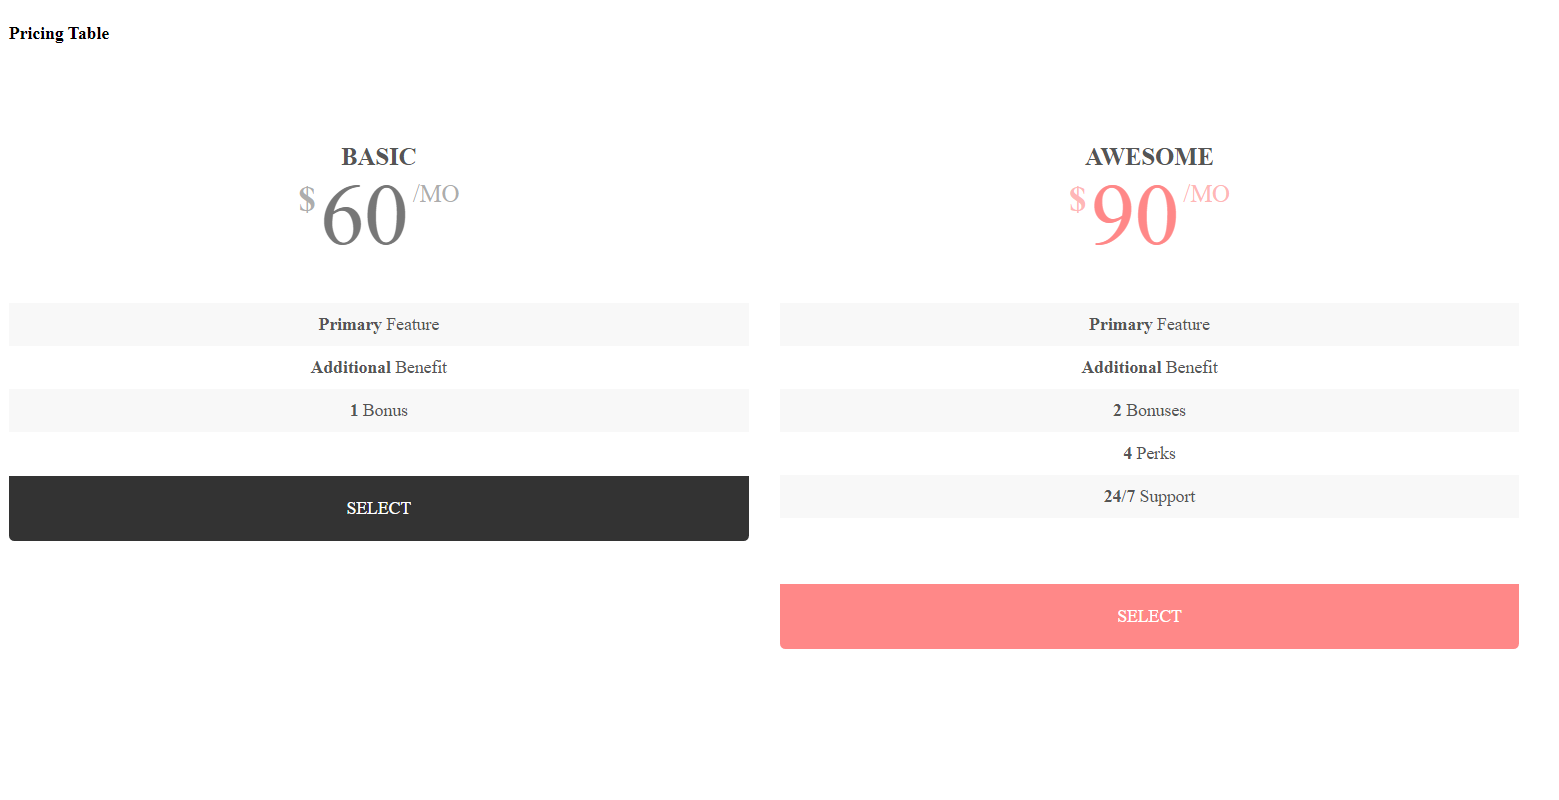 Pricing Table
BASIC
$60/MO
Primary Feature
Additional Benefit
1 Bonus
SELECT
AWESOME
$90/MO
Primary Feature
Additional Benefit
2 Bonuses
4 Perks
24/7 Support
SELECT